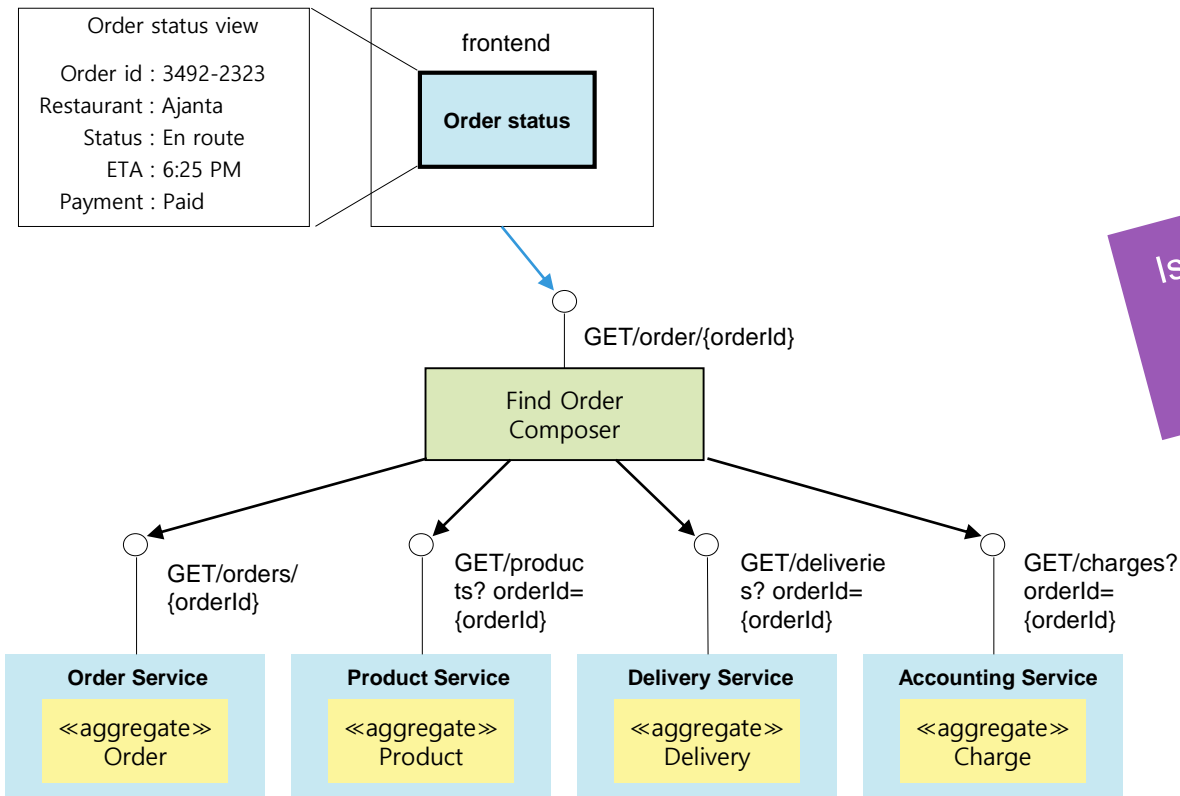 Order status view
Order id : 3492-2323
Restaurant : Ajanta
Status : En route
ETA : 6:25 PM
Payment : Paid
frontend
Order status
GET/order/{orderId}
Find Order
Composer
GET/orders/
{orderId}
GET/produc
ts? orderId=
{orderId}
GET/deliverie
s? orderId=
{orderId}
GET/charges?
orderId=
{orderId}
Order Service
≪aggregate≫
Order
Product Service
≪aggregate≫
Product
Delivery Service
≪aggregate≫
Delivery
Accounting Service
≪aggregate≫
Charge